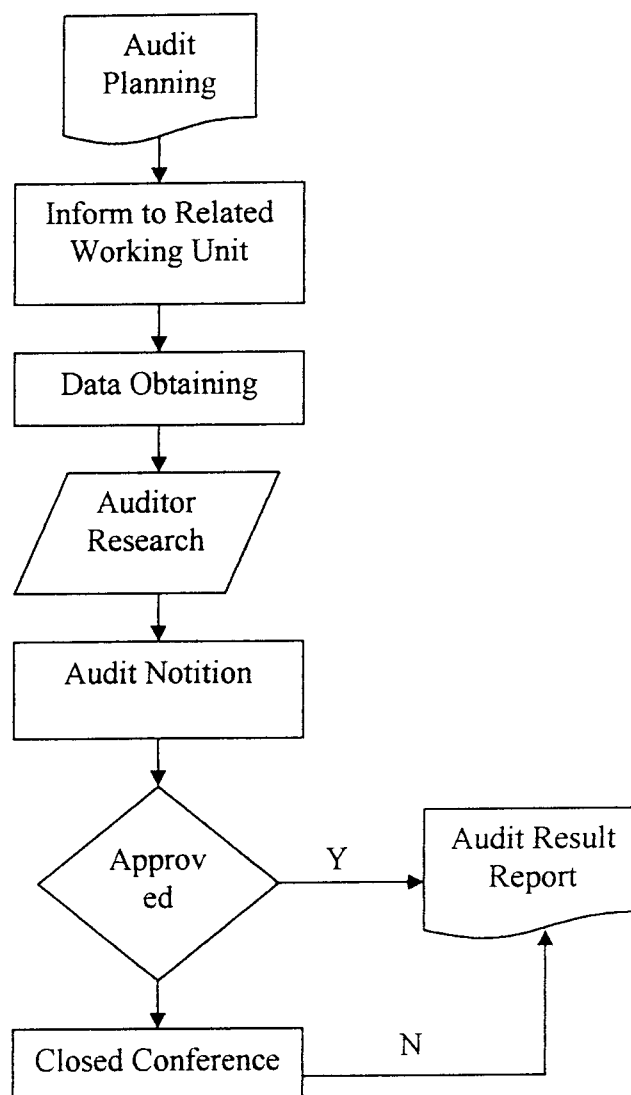 Audit
Planning
Inform to Related
Working Unit
Data Obtaining
Auditor
Research
Audit Notition
Approv
ed
Y
Audit Result
Report
Closed Conference
N